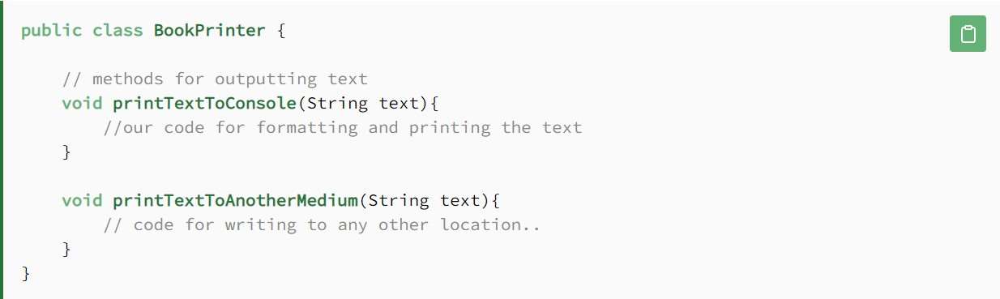 public class BookPrinter {
// methods for outputting text
void printTextToConsole(String text){
//our code for formatting and printing the text
}
void printTextToAnotherMedium(String text){
// code for writing to any other location..
}
}